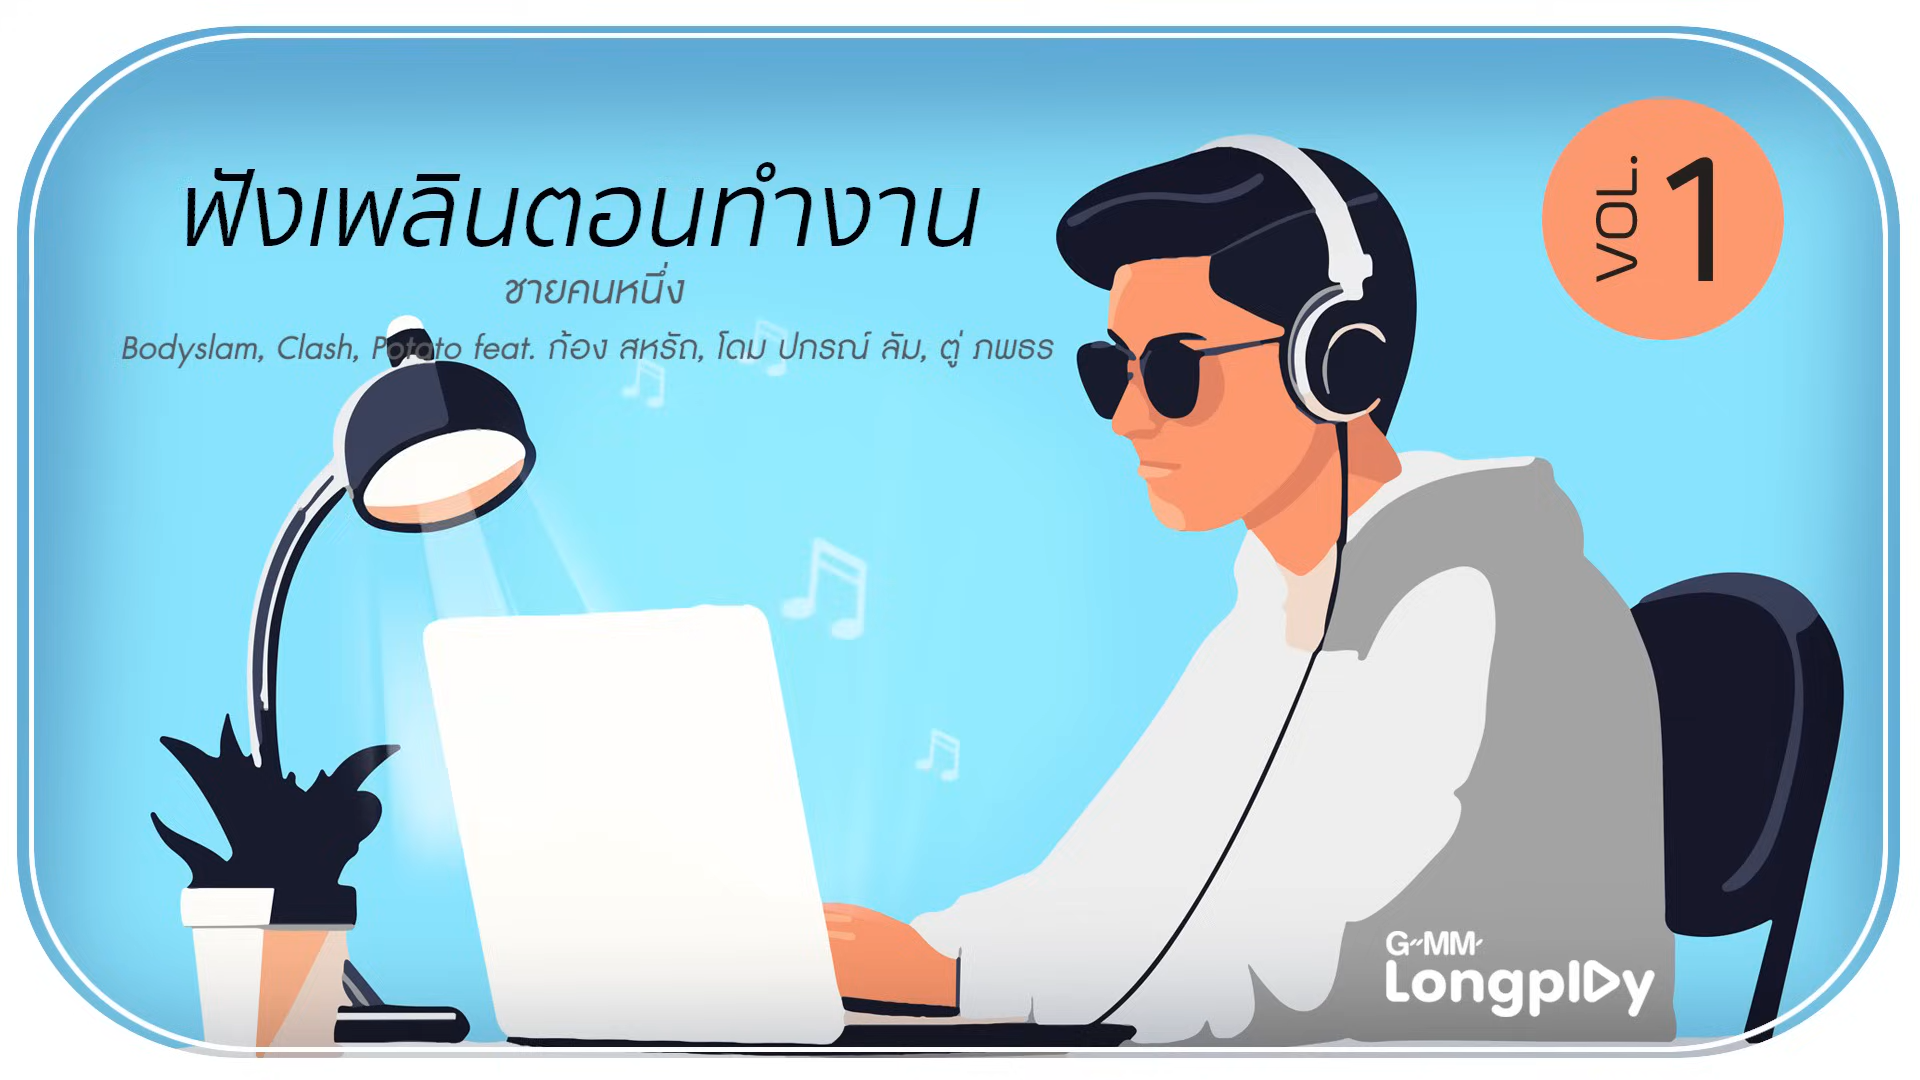 ฟังเพลินตอนทำงาน
ชายคนหนึ่ง
Bodyslam, Clash, Potato feat. ก้อง สหรัถ, โดม ปกรณ์ ลัม, ตู่ ภพธร
VOL. 1
GMM
Longplay